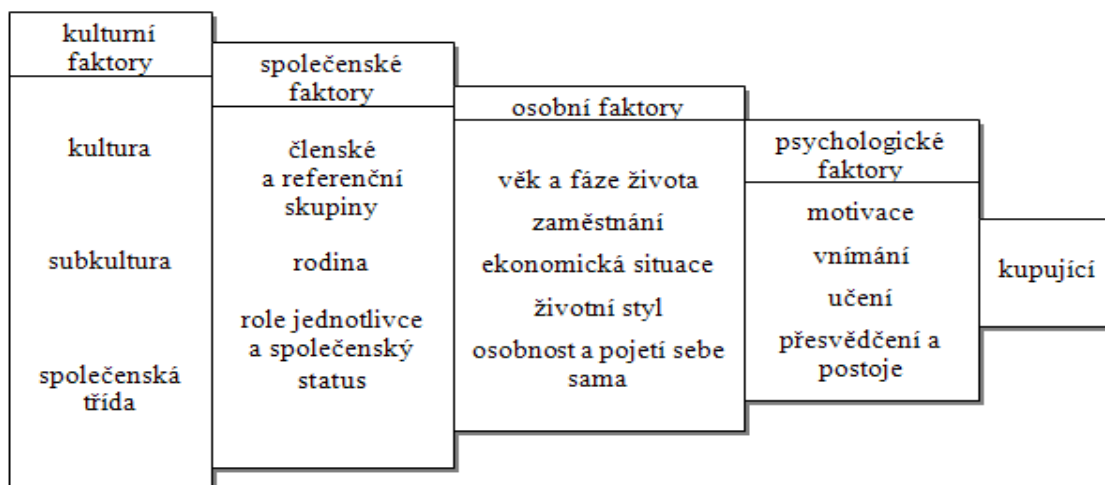 kulturní
faktory
kultura
subkultura
společenská
třída
společenské
faktory
členské
a referenční
skupiny
rodina
role jednotlivce
a společenský
status
osobní faktory
věk a fáze života
zaměstnání
ekonomická situace
životní styl
osobnost a pojetí sebe
sama
psychologické
faktory
motivace
vnímání
učení
přesvědčení a
postoje
kupující